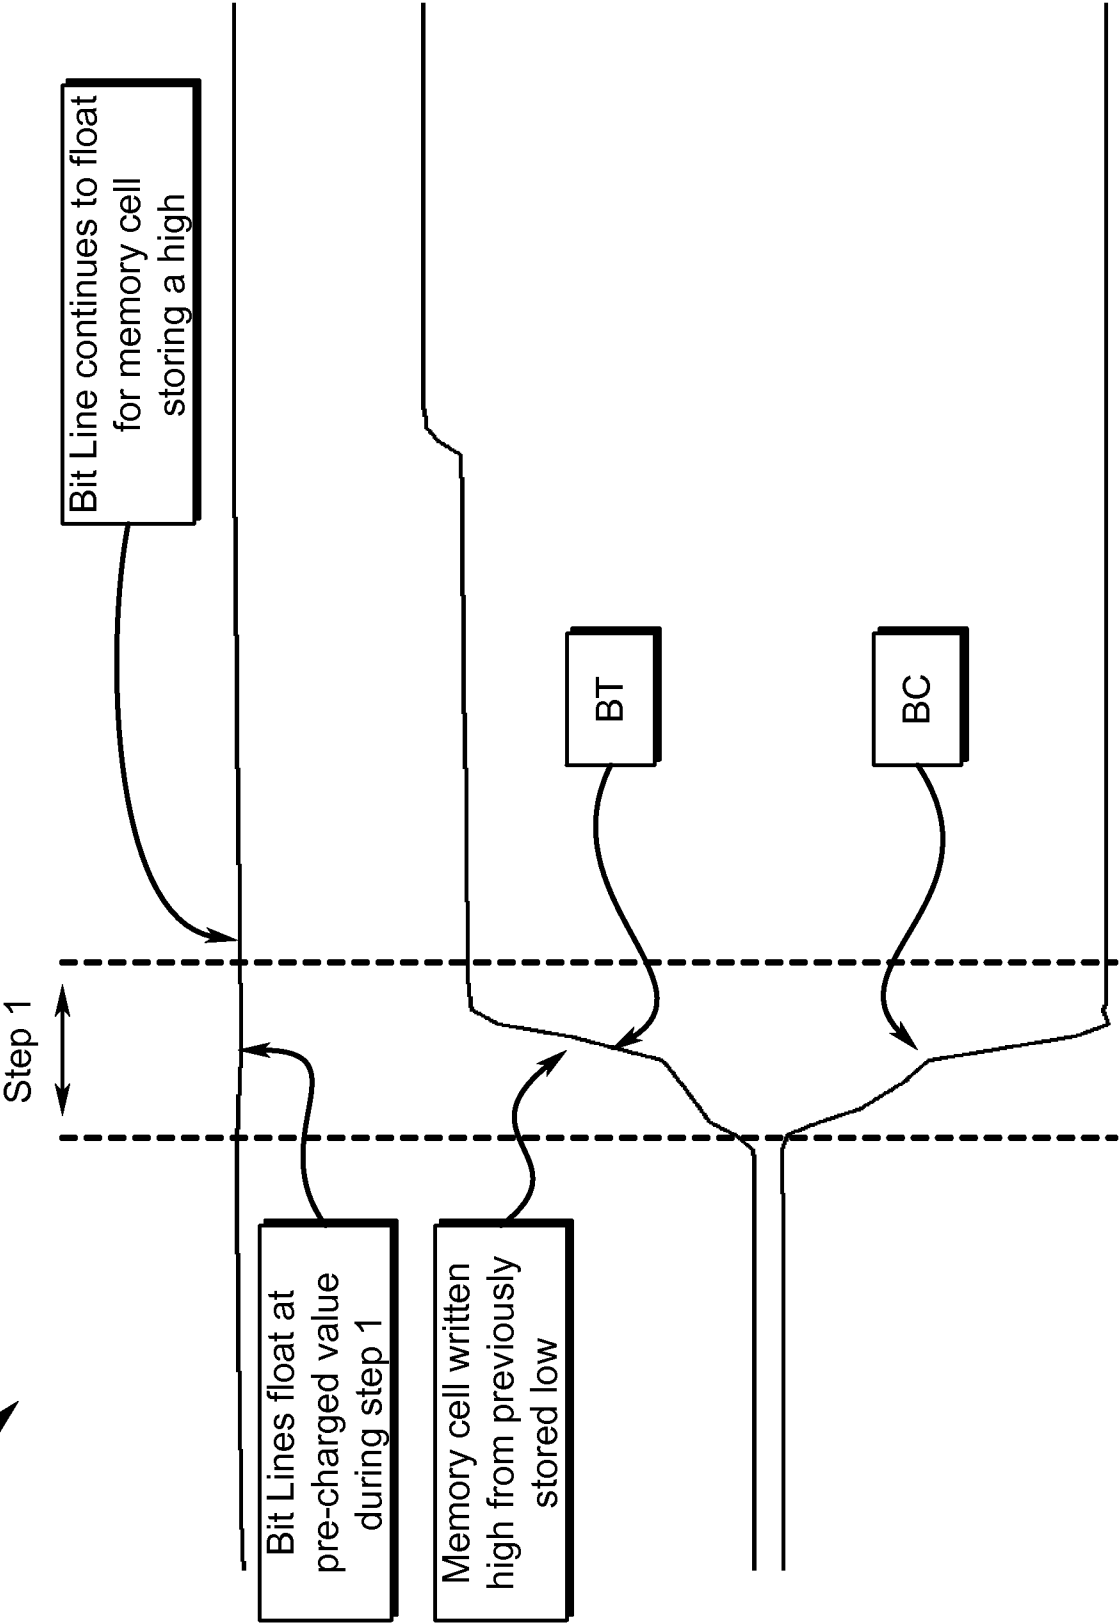 Step 1
Bit Line continues to float
for memory cell
storing a high
Bit Lines float at
pre-charged value
during step 1
Memory cell written
high from previously
stored low
BT
BC